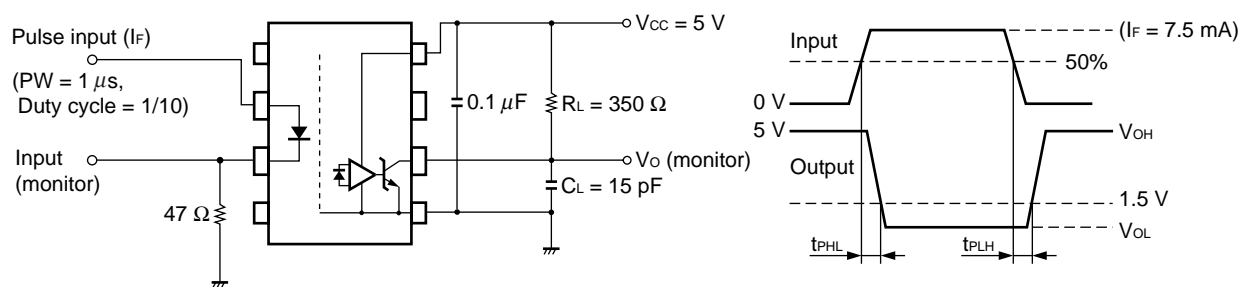 Pulse input (IF)
(PW = 1 μs,
Duty cycle = 1/10)
Input
(monitor)
47 Ω
VCC = 5 V
0.1 μF
RL = 350 Ω
VO (monitor)
CL = 15 pF
Input
(IF = 7.5 mA)
50%
0 V
5 V
VOH
Output
1.5 V
VOL
tPHL
tPLH